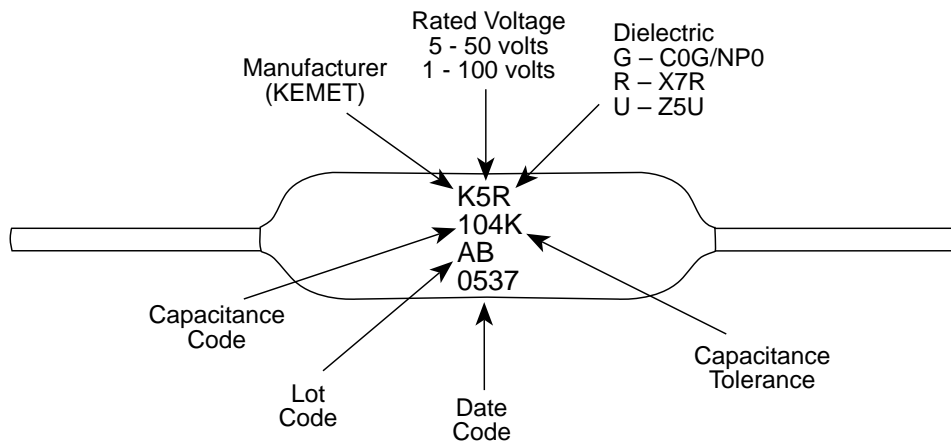 Rated Voltage
5 - 50 volts
1 - 100 volts
Dielectric
G – C0G/NP0
R – X7R
U – Z5U
Manufacturer
(KEMET)
K5R
104K
AB
0537
Capacitance
Code
Lot
Code
Date
Code
Capacitance
Tolerance